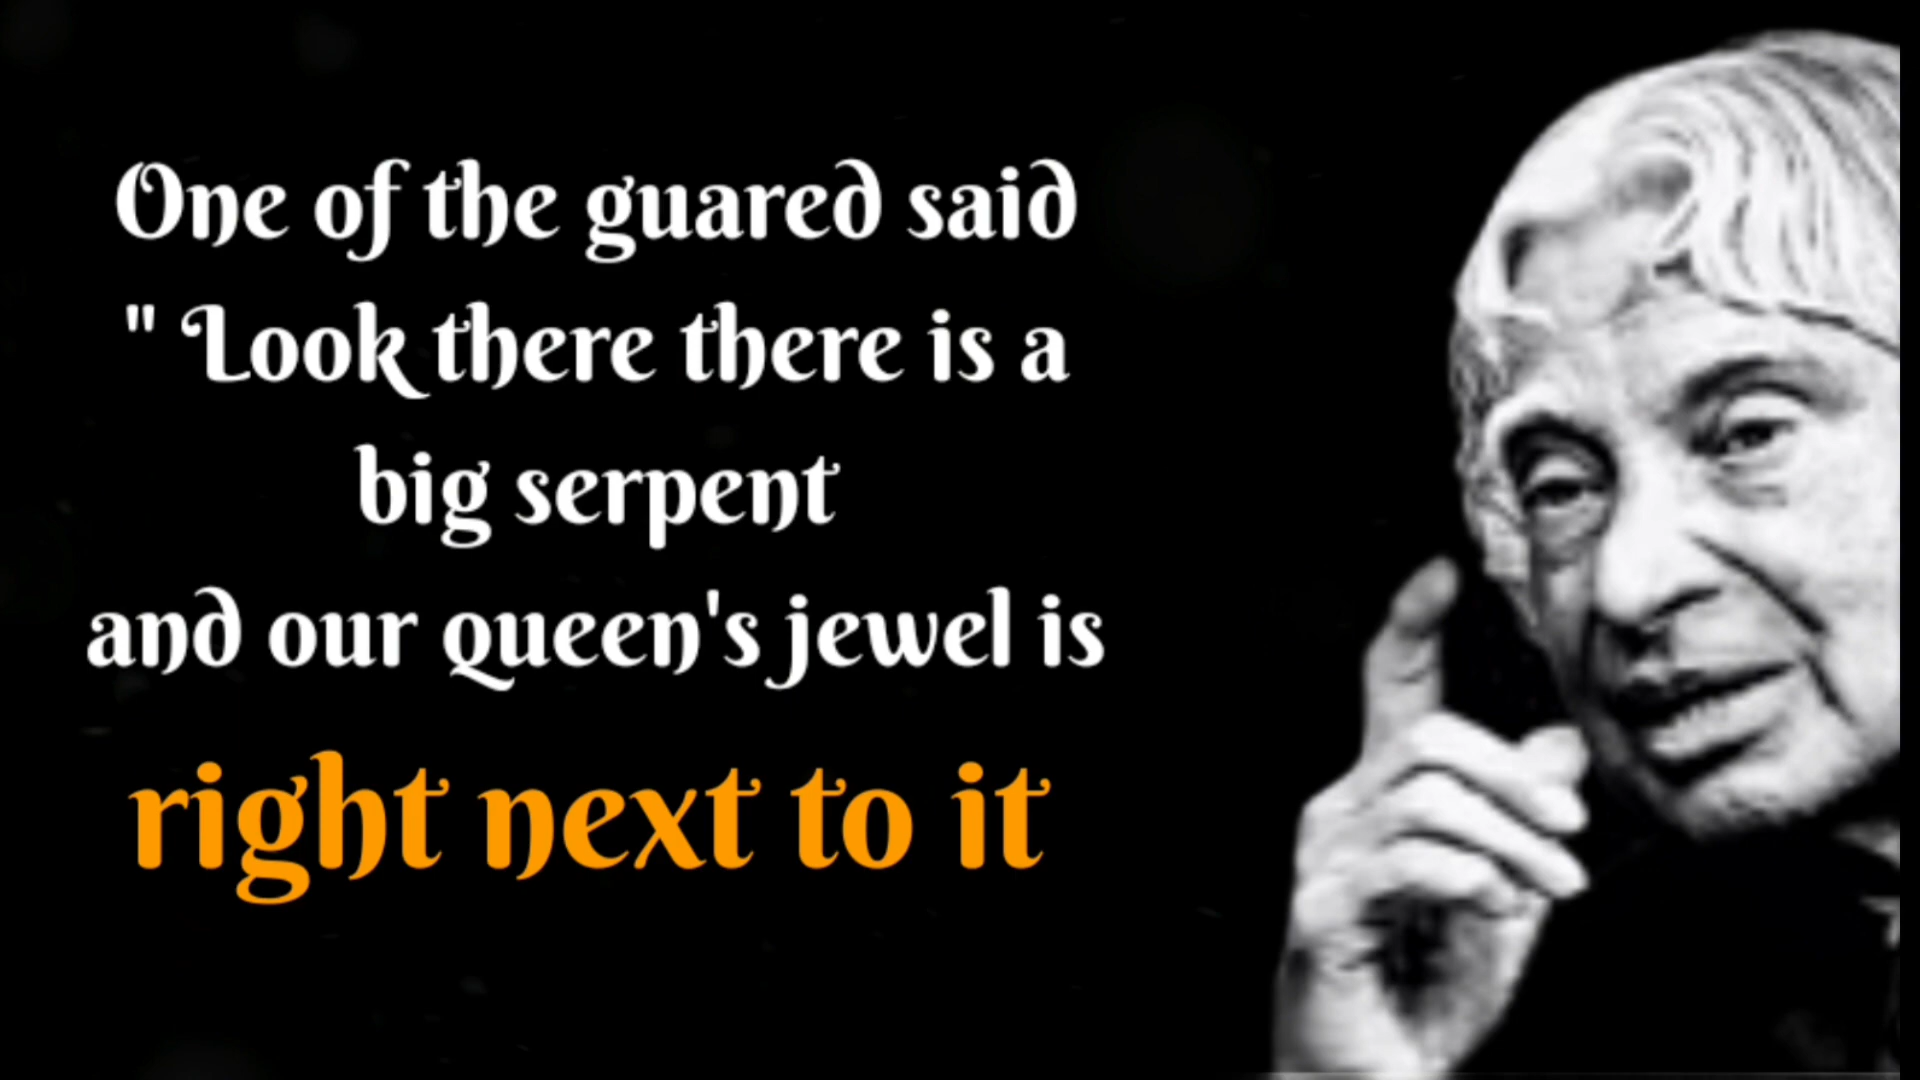 One of the guared said
" Look there there is a
big serpent
and our queen's jewel is
right next to it